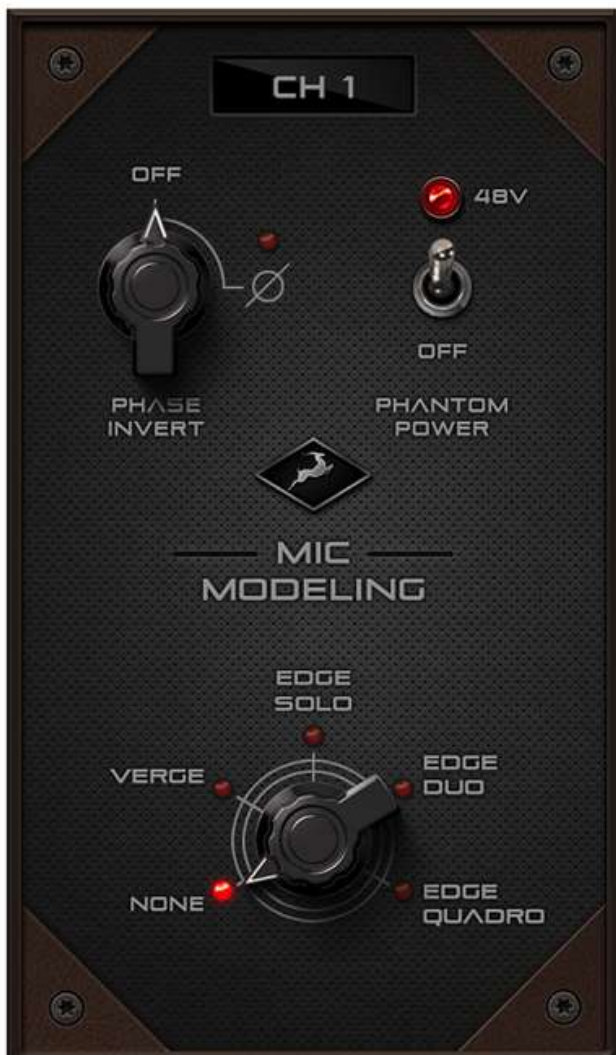 CH 1
OFF
48V
Ø
OFF
PHASE
INVERT
PHANTOM
POWER
MIC
MODELING
EDGE
SOLO
VERGE
EDGE
DUO
NONE
EDGE
QUADRO